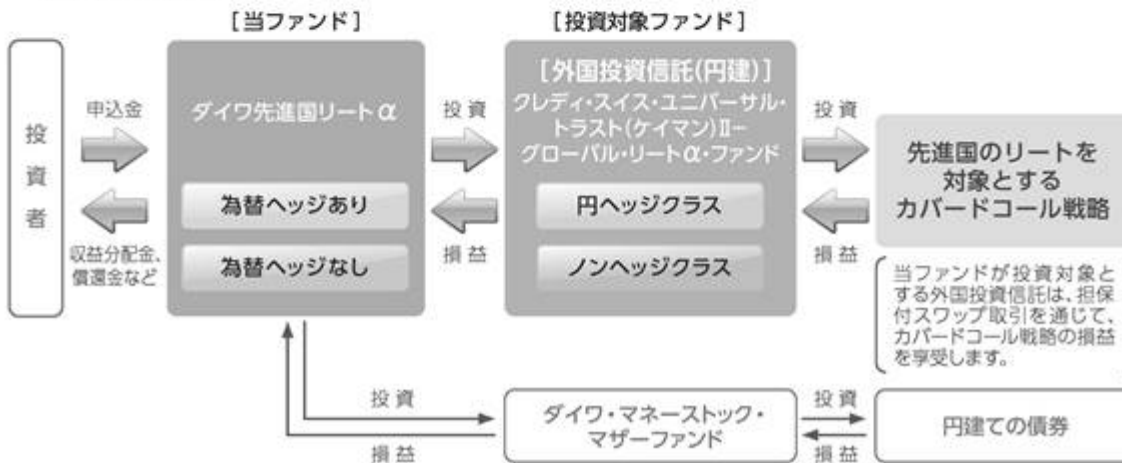 [当ファンド]
[投資対象ファンド]
投資者
申込金
収益分配金、
償還金など
ダイワ先進国リートα
為替ヘッジあり
為替ヘッジなし
投資
損益
[外国投資信託(円建)]
クレディ・スイス・ユニバーサル・
トラスト(ケイマン)Ⅱ−
グローバル・リートα・ファンド
円ヘッジクラス
ノンヘッジクラス
投資
損益
先進国のリートを
対象とする
カバードコール戦略
当ファンドが投資対象と
する外国投資信託は、担保
付スワップ取引を通じて、
カバードコール戦略の損益
を享受します。
投資
損益
ダイワ・マネーストック・
マザーファンド
投資
損益
円建ての債券